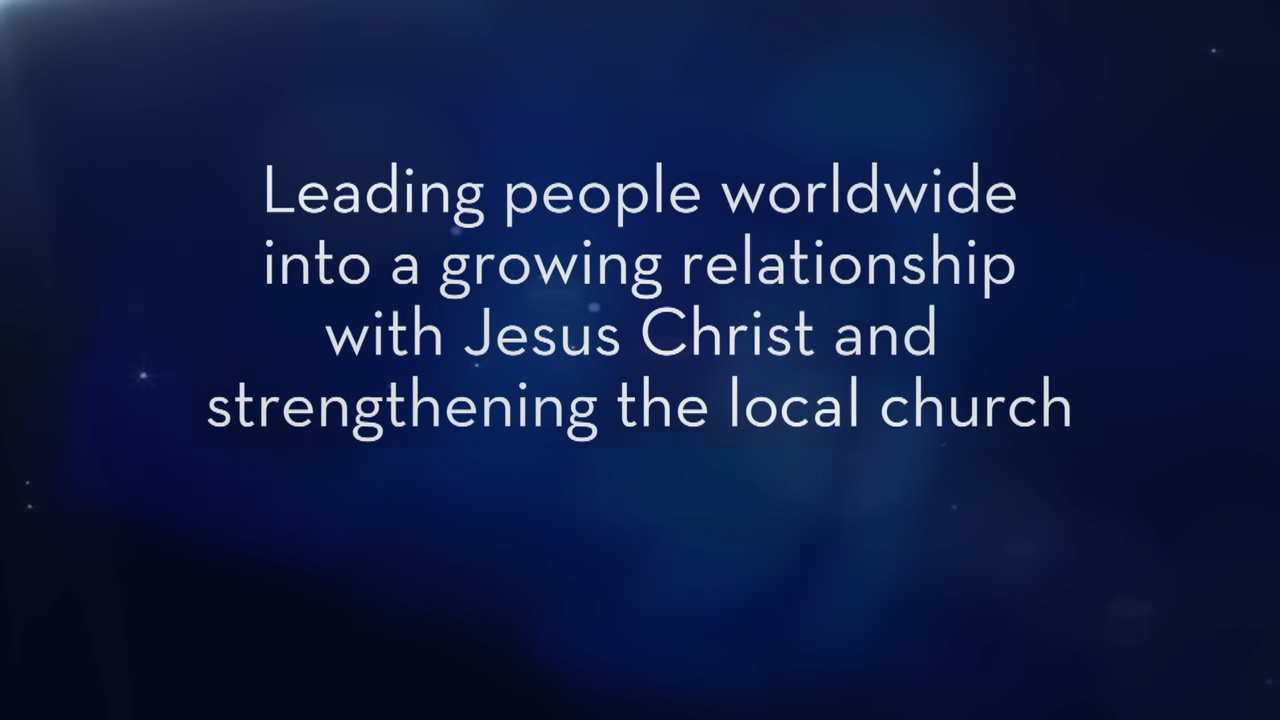 Leading people worldwide
into a growing relationship
with Jesus Christ and
strengthening the local church